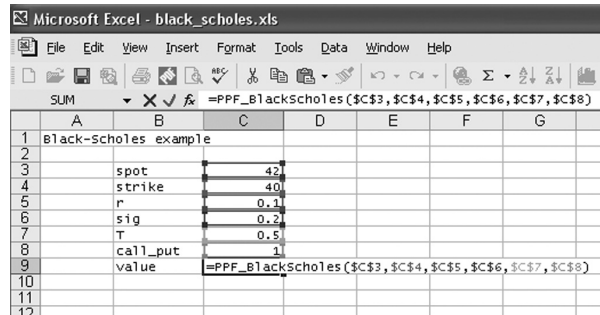 Microsoft Excel - black_scholes.xls
File Edit View Insert Format Tools Data Window Help
ABC Σ A Z Z A
SUM fx =PPF_BlackScholes($C$3,$C$4,$C$5,$C$6,$C$7,$C$8)
A B C D E F G
1 Black-Scholes example
2
3 spot 42
4 strike 40
5 r 0.1
6 sig 0.2
7 T 0.5
8 call_put 1
9 value =PPF_BlackScholes($C$3,$C$4,$C$5,$C$6,$C$7,$C$8)
10
11
12